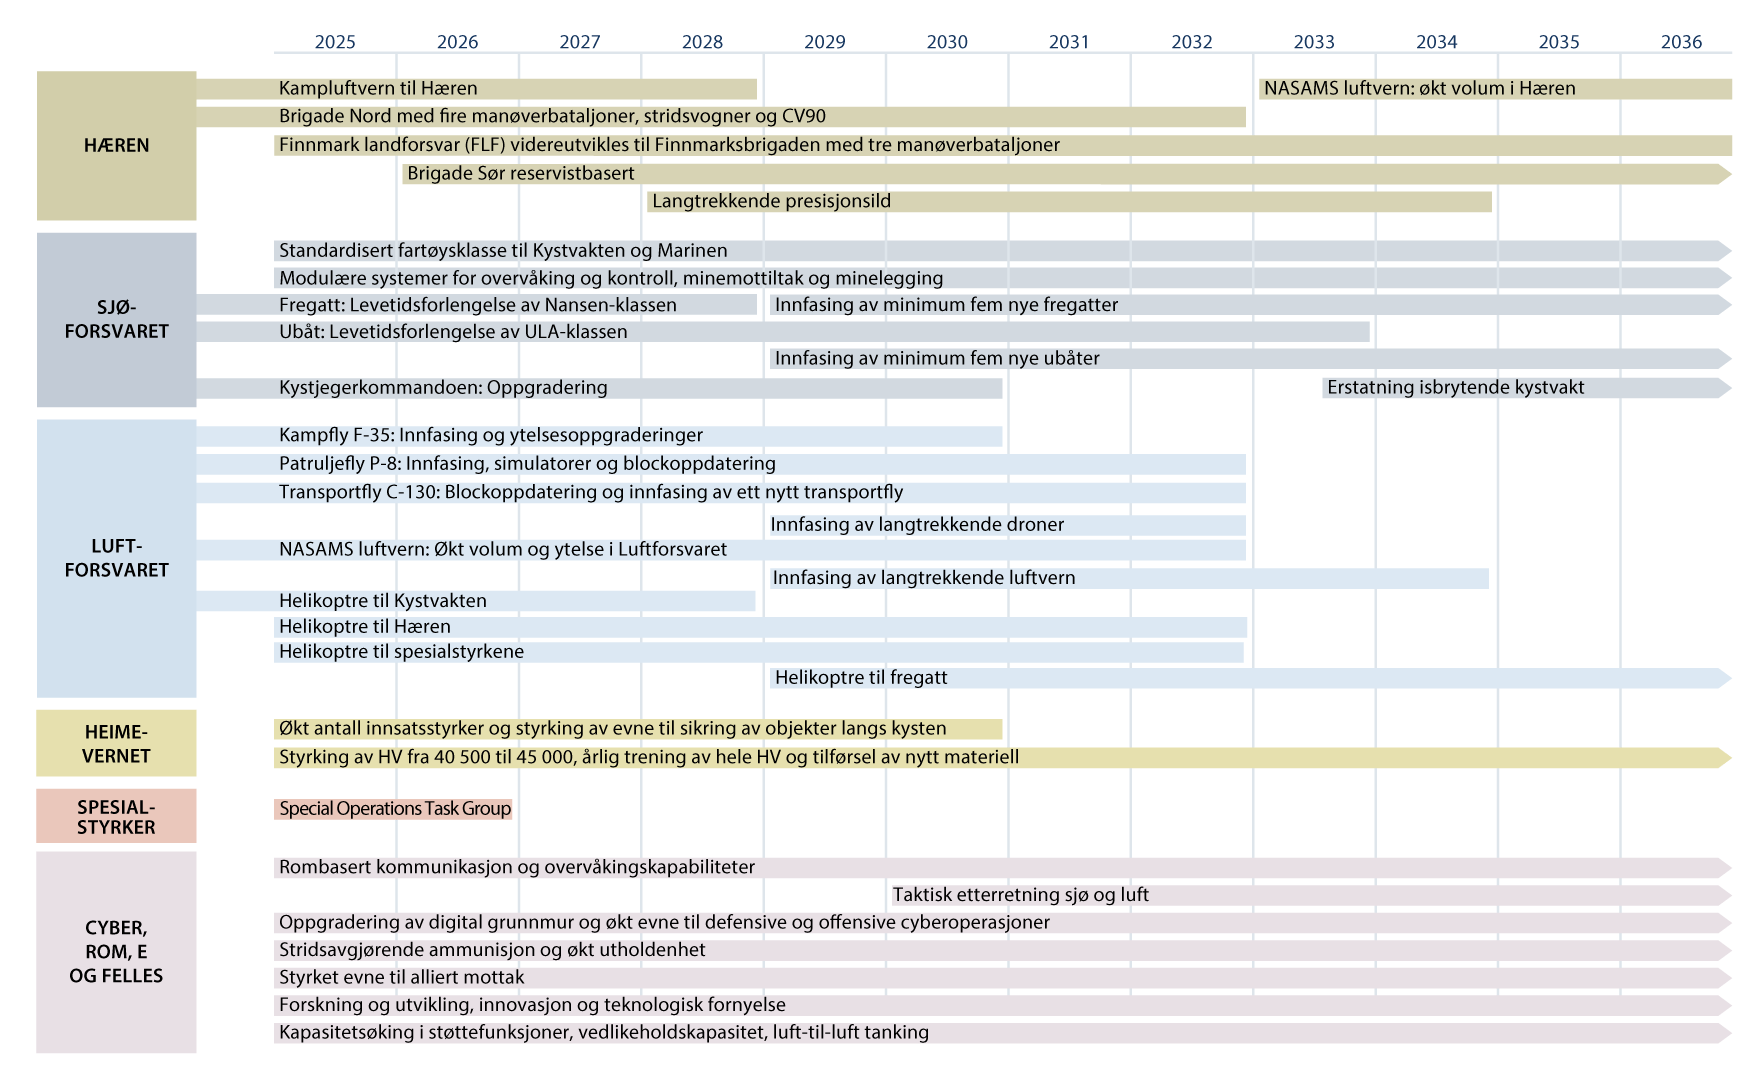 2025 2026 2027 2028 2029 2030 2031 2032 2033 2034 2035 2036
HÆREN
Kampluftvern til Hæren
NASAMS luftvern: økt volum i Hæren
Brigade Nord med fire manøverbataljoner, stridsvogner og CV90
Finnmark landforsvar (FLF) videreutvikles til Finnmarksbrigaden med tre manøverbataljoner
Brigade Sør reservistbasert
Langtrekkende presisjonsild
SJØ-
FORSVARET
Standardisert fartøysklasse til Kystvakten og Marinen
Modulære systemer for overvåking og kontroll, minemottiltak og minelegging
Fregatt: Levetidsforlengelse av Nansen-klassen
Innfasing av minimum fem nye fregatter
Ubåt: Levetidsforlengelse av ULA-klassen
Innfasing av minimum fem nye ubåter
Kystjegerkommandoen: Oppgradering
Erstatning isbrytende kystvakt
LUFT-
FORSVARET
Kampfly F-35: Innfasing og ytelsesoppgraderinger
Patruljefly P-8: Innfasing, simulatorer og blockoppdatering
Transportfly C-130: Blockoppdatering og innfasing av ett nytt transportfly
Innfasing av langtrekkende droner
NASAMS luftvern: Økt volum og ytelse i Luftforsvaret
Innfasing av langtrekkende luftvern
Helikoptre til Kystvakten
Helikoptre til Hæren
Helikoptre til spesialstyrkene
Helikoptre til fregatt
HEIME-
VERNET
Økt antall innsatsstyrker og styrking av evne til sikring av objekter langs kysten
Styrking av HV fra 40 500 til 45 000, årlig trening av hele HV og tilførsel av nytt materiell
SPESIAL-
STYRKER
Special Operations Task Group
CYBER,
ROM, E
OG FELLES
Rombasert kommunikasjon og overvåkingskapabiliteter
Taktisk etterretning sjø og luft
Oppgradering av digital grunnmur og økt evne til defensive og offensive cyberoperasjoner
Stridsavgjørende ammunisjon og økt utholdenhet
Styrket evne til alliert mottak
Forskning og utvikling, innovasjon og teknologisk fornyelse
Kapasitetsøking i støttefunksjoner, vedlikeholdskapasitet, luft-til-luft tanking